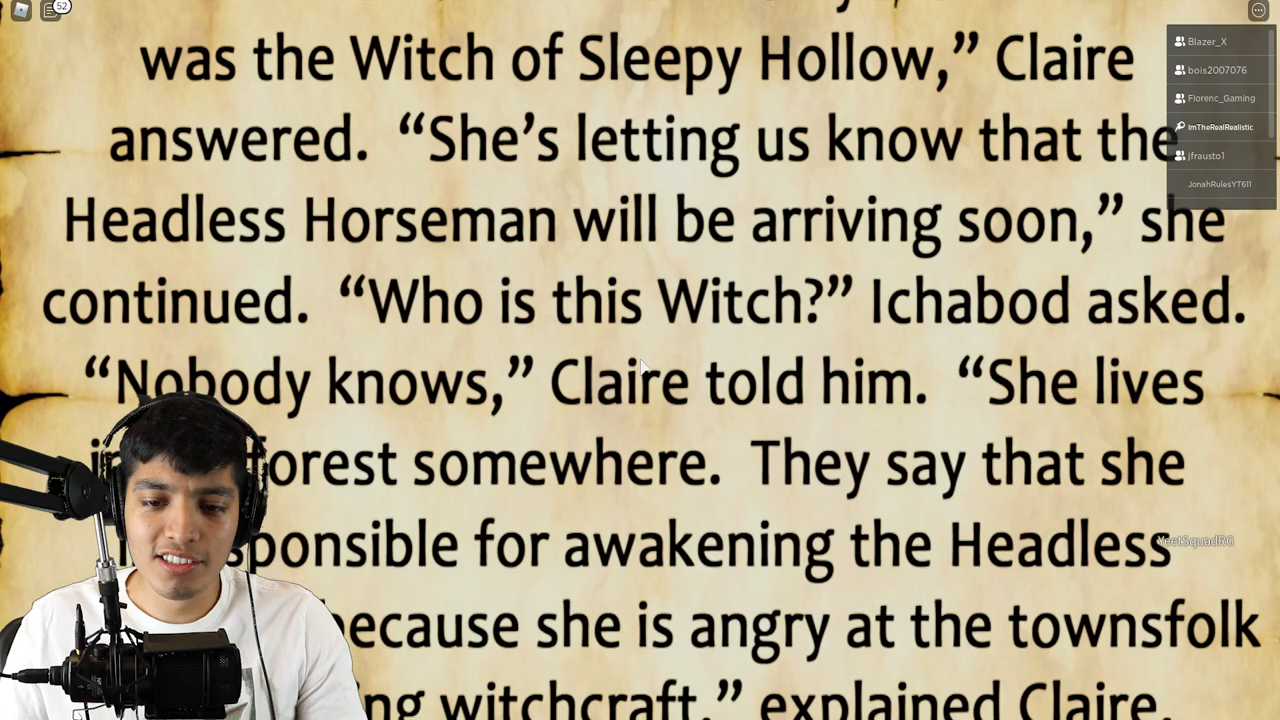 52
was the Witch of Sleepy Hollow,” Claire
answered. “She’s letting us know that the
Headless Horseman will be arriving soon,” she
continued. “Who is this Witch?” Ichabod asked.
“Nobody knows,” Claire told him. “She lives
forest somewhere. They say that she
for awakening the Headless
because she is angry at the townsfolk
witchcraft,” explained Claire.
Blazer_X
bois2007076
Florenc_Gaming
ImTheRealRealistic
jfrausto1
JonahRulesYT611
YeetSquadRG